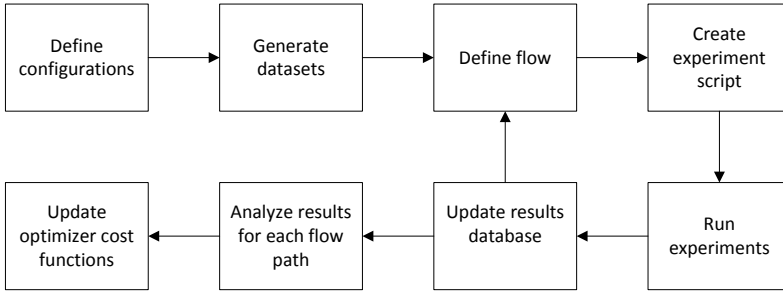 Define
configurations
Generate
datasets
Define flow
Create
experiment
script
Update
optimizer cost
functions
Analyze results
for each flow
path
Update results
database
Run
experiments